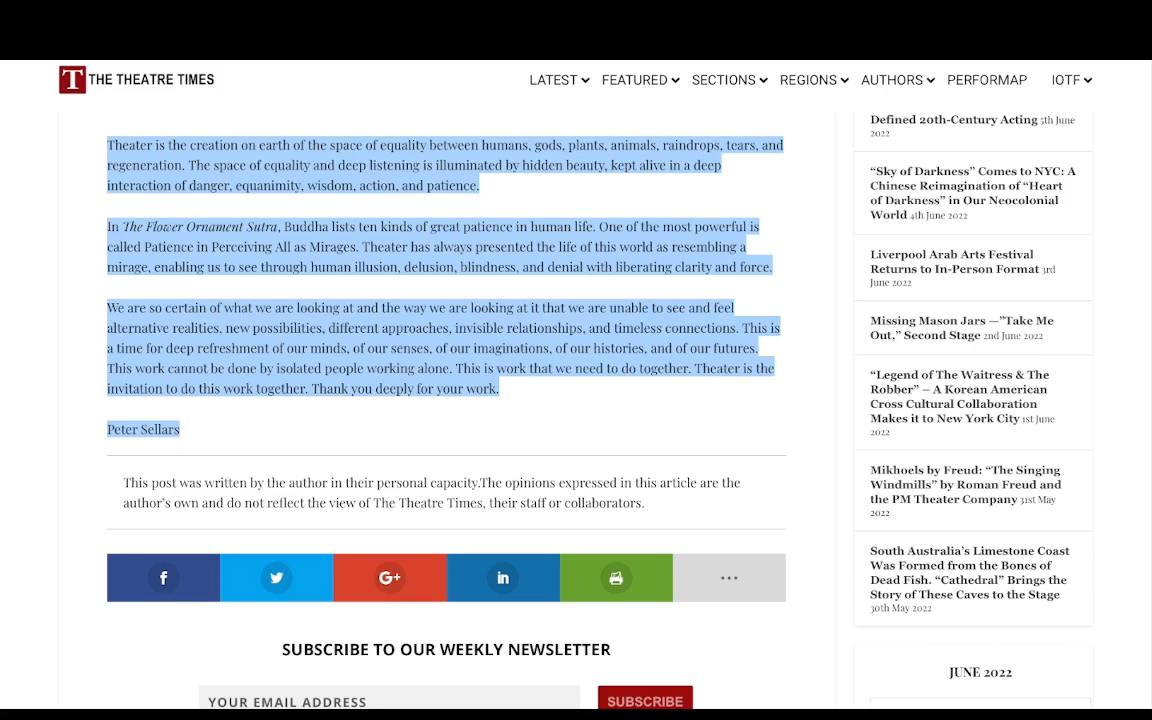 T THE THEATRE TIMES
LATEST FEATURED SECTIONS REGIONS AUTHORS PERFORMAP IOTF
Theater is the creation on earth of the space of equality between humans, gods, plants, animals, raindrops, tears, and
regeneration. The space of equality and deep listening is illuminated by hidden beauty, kept alive in a deep
interaction of danger, equanimity, wisdom, action, and patience.
In The Flower Ornament Sutra, Buddha lists ten kinds of great patience in human life. One of the most powerful is
called Patience in Perceiving All as Mirages. Theater has always presented the life of this world as resembling a
mirage, enabling us to see through human illusion, delusion, blindness, and denial with liberating clarity and force.
We are so certain of what we are looking at and the way we are looking at it that we are unable to see and feel
alternative realities, new possibilities, different approaches, invisible relationships, and timeless connections. This is
a time for deep refreshment of our minds, of our senses, of our imaginations, of our histories, and of our futures.
This work cannot be done by isolated people working alone. This is work that we need to do together. Theater is the
invitation to do this work together. Thank you deeply for your work.
Peter Sellars
This post was written by the author in their personal capacity.The opinions expressed in this article are the
author's own and do not reflect the view of The Theatre Times, their staff or collaborators.
f
G+
in
SUBSCRIBE TO OUR WEEKLY NEWSLETTER
YOUR EMAIL ADDRESS
SUBSCRIBE
Defined 20th-Century Acting 5th June
2022
“Sky of Darkness” Comes to NYC: A
Chinese Reimagination of “Heart
of Darkness” in Our Neocolonial
World 4th June 2022
Liverpool Arab Arts Festival
Returns to In-Person Format 3rd
June 2022
Missing Mason Jars —”Take Me
Out,” Second Stage 2nd June 2022
“Legend of The Waitress & The
Robber” – A Korean American
Cross Cultural Collaboration
Makes it to New York City 1st June
2022
Mikhoels by Freud: “The Singing
Windmills” by Roman Freud and
the PM Theater Company 31st May
2022
South Australia’s Limestone Coast
Was Formed from the Bones of
Dead Fish. “Cathedral” Brings the
Story of These Caves to the Stage
30th May 2022
JUNE 2022